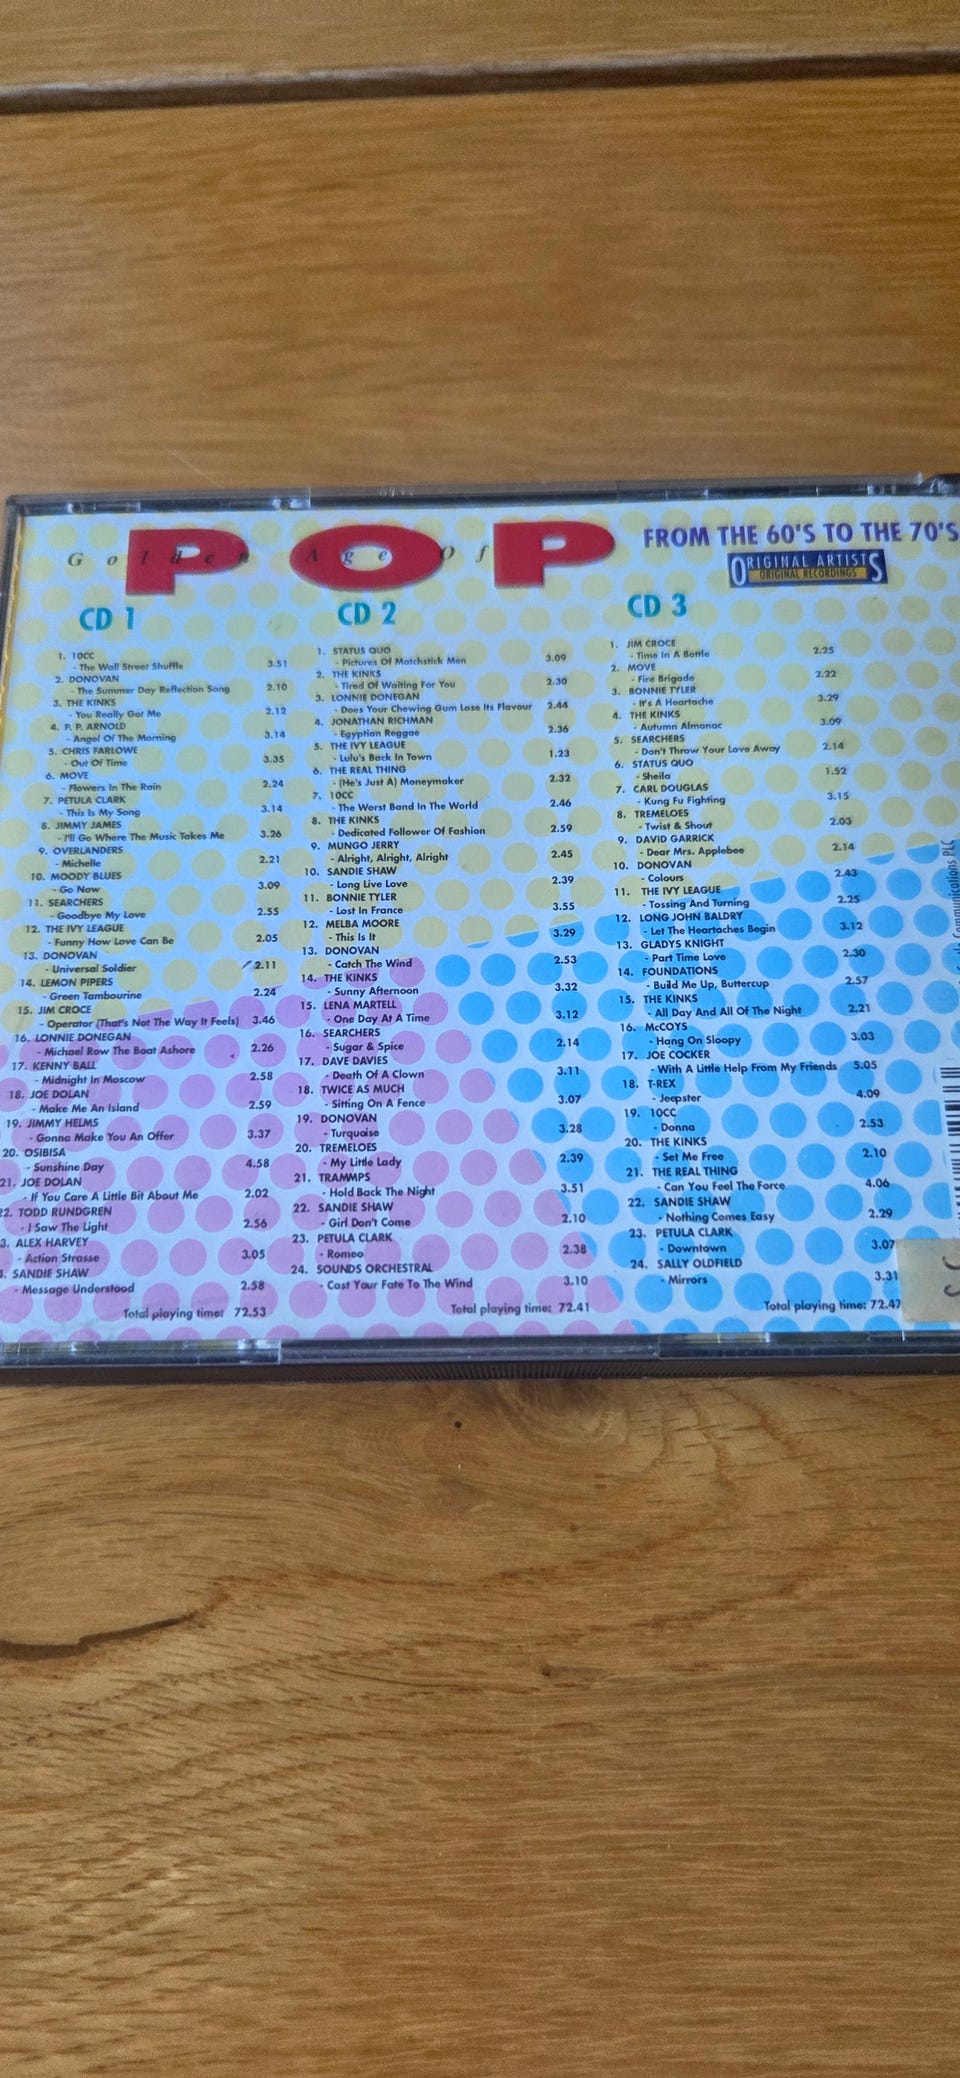 Golden Age Of
POP
FROM THE 60'S TO THE 70'S
ORIGINAL ARTISTS
ORIGINAL RECORDINGS
CD 1
1. 10CC
- The Wall Street Shuffle 3.51
2. DONOVAN
- The Summer Day Reflection Song 2.10
3. THE KINKS
- You Really Got Me 2.12
4. P. P. ARNOLD
- Angel Of The Morning 3.14
5. CHRIS FARLOWE
- Out Of Time 3.35
6. MOVE
- Flowers In The Rain 2.24
7. PETULA CLARK
- This Is My Song 3.14
8. JIMMY JAMES
- I'll Go Where The Music Takes Me 3.26
9. OVERLANDERS
- Michelle 2.21
10. MOODY BLUES
- Go Now 3.09
11. SEARCHERS
- Goodbye My Love 2.55
12. THE IVY LEAGUE
- Funny How Love Can Be 2.05
13. DONOVAN
- Universal Soldier 2.11
14. LEMON PIPERS
- Green Tambourine 2.24
15. JIM CROCE
- Operator (That's Not The Way It Feels) 3.46
16. LONNIE DONEGAN
- Michael Row The Boat Ashore 2.26
17. KENNY BALL
- Midnight In Moscow 2.58
18. JOE DOLAN
- Make Me An Island 2.59
19. JIMMY HELMS
- Gonna Make You An Offer 3.37
20. OSIBISA
- Sunshine Day 4.58
21. JOE DOLAN
- If You Care A Little Bit About Me 2.02
22. TODD RUNDGREN
- I Saw The Light 2.56
3. ALEX HARVEY
- Action Strasse 3.05
. SANDIE SHAW
- Message Understood 2.58
Total playing time: 72.53
CD 2
1. STATUS QUO
- Pictures Of Matchstick Men 3.09
2. THE KINKS
- Tired Of Waiting For You 2.30
3. LONNIE DONEGAN
- Does Your Chewing Gum Lose Its Flavour 2.44
4. JONATHAN RICHMAN
- Egyptian Reggae 2.36
5. THE IVY LEAGUE
- Lulu's Back In Town 1.23
6. THE REAL THING
- (He's Just A) Moneymaker 2.32
7. 10CC
- The Worst Band In The World 2.46
8. THE KINKS
- Dedicated Follower Of Fashion 2.59
9. MUNGO JERRY
- Alright, Alright, Alright 2.45
10. SANDIE SHAW
- Long Live Love 2.39
11. BONNIE TYLER
- Lost In France 3.55
12. MELBA MOORE
- This Is It 3.29
13. DONOVAN
- Catch The Wind 2.53
14. THE KINKS
- Sunny Afternoon 3.32
15. LENA MARTELL
- One Day At A Time 3.12
16. SEARCHERS
- Sugar & Spice 2.14
17. DAVE DAVIES
- Death Of A Clown 3.11
18. TWICE AS MUCH
- Sitting On A Fence 3.07
19. DONOVAN
- Turquoise 3.28
20. TREMELOES
- My Little Lady 2.39
21. TRAMMPS
- Hold Back The Night 3.51
22. SANDIE SHAW
- Girl Don't Come 2.10
23. PETULA CLARK
- Romeo 2.38
24. SOUNDS ORCHESTRAL
- Cast Your Fate To The Wind 3.10
Total playing time: 72.41
CD 3
1. JIM CROCE
- Time In A Bottle 2.25
2. MOVE
- Fire Brigade 2.22
3. BONNIE TYLER
- It's A Heartache 3.29
4. THE KINKS
- Autumn Almanac 3.09
5. SEARCHERS
- Don't Throw Your Love Away 2.14
6. STATUS QUO
- Sheila 1.52
7. CARL DOUGLAS
- Kung Fu Fighting 3.15
8. TREMELOES
- Twist & Shout 2.03
9. DAVID GARRICK
- Dear Mrs. Applebee 2.14
10. DONOVAN
- Colours 2.43
11. THE IVY LEAGUE
- Tossing And Turning 2.25
12. LONG JOHN BALDRY
- Let The Heartaches Begin 3.12
13. GLADYS KNIGHT
- Part Time Love 2.30
14. FOUNDATIONS
- Build Me Up, Buttercup 2.57
15. THE KINKS
- All Day And All Of The Night 2.21
16. McCOYS
- Hang On Sloopy 3.03
17. JOE COCKER
- With A Little Help From My Friends 5.05
18. T-REX
- Jeepster 4.09
19. 10CC
- Donna 2.53
20. THE KINKS
- Set Me Free 2.10
21. THE REAL THING
- Can You Feel The Force 4.06
22. SANDIE SHAW
- Nothing Comes Easy 2.29
23. PETULA CLARK
- Downtown 3.07
24. SALLY OLDFIELD
- Mirrors 3.31
Total playing time: 72.47
Communications PLC